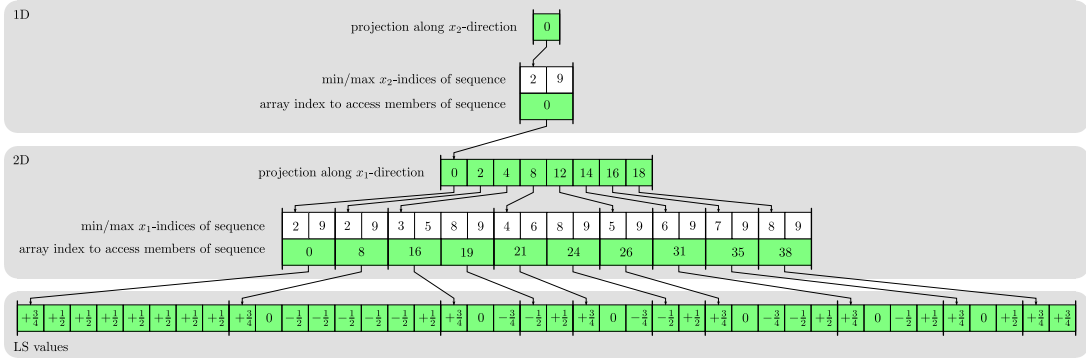 1D
projection along x₂-direction
0
min/max x₂-indices of sequence
2 9
array index to access members of sequence
0
2D
projection along x₁-direction
0 2 4 8 12 14 16 18
min/max x₁-indices of sequence
2 9 2 9 3 5 8 9 4 6 8 9 5 9 6 9 7 9 8 9
array index to access members of sequence
0 8 16 19 21 24 26 31 35 38
+3/4 +1/2 +1/2 +1/2 +1/2 +1/2 +1/2 +1/2 +3/4 0 −1/2 −1/2 −1/2 −1/2 −1/2 +1/2 +3/4 0 −3/4 −1/2 +1/2 +3/4 0 −3/4 −1/2 +1/2 +3/4 0 −3/4 −1/2 +1/2 +3/4 0 −1/2 +1/2 +3/4 0 +1/2 +3/4 +3/4
LS values